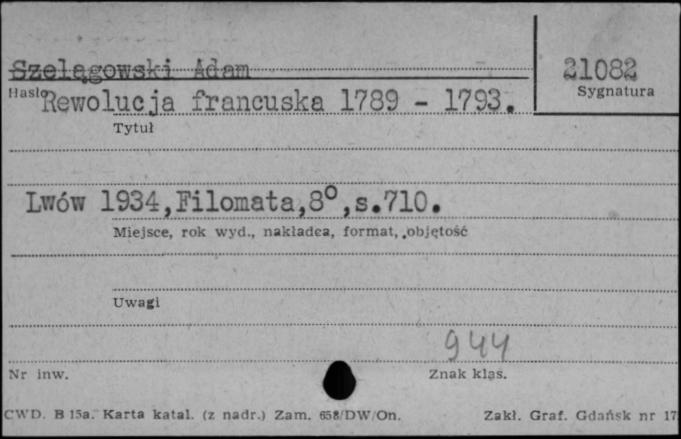 Szelągowski Adam
21082
Hasło
Sygnatura
Rewolucja francuska 1789 - 1793.
Tytuł
Lwów 1934,Filomata,8°,s.710.
Miejsce, rok wyd., nakładca, format, objętość
Uwagi
944
Nr inw.
Znak klas.
CWD. B 15a. Karta katal. (z nadr.) Zam. 658/DW/On.
Zakł. Graf. Gdańsk nr 17